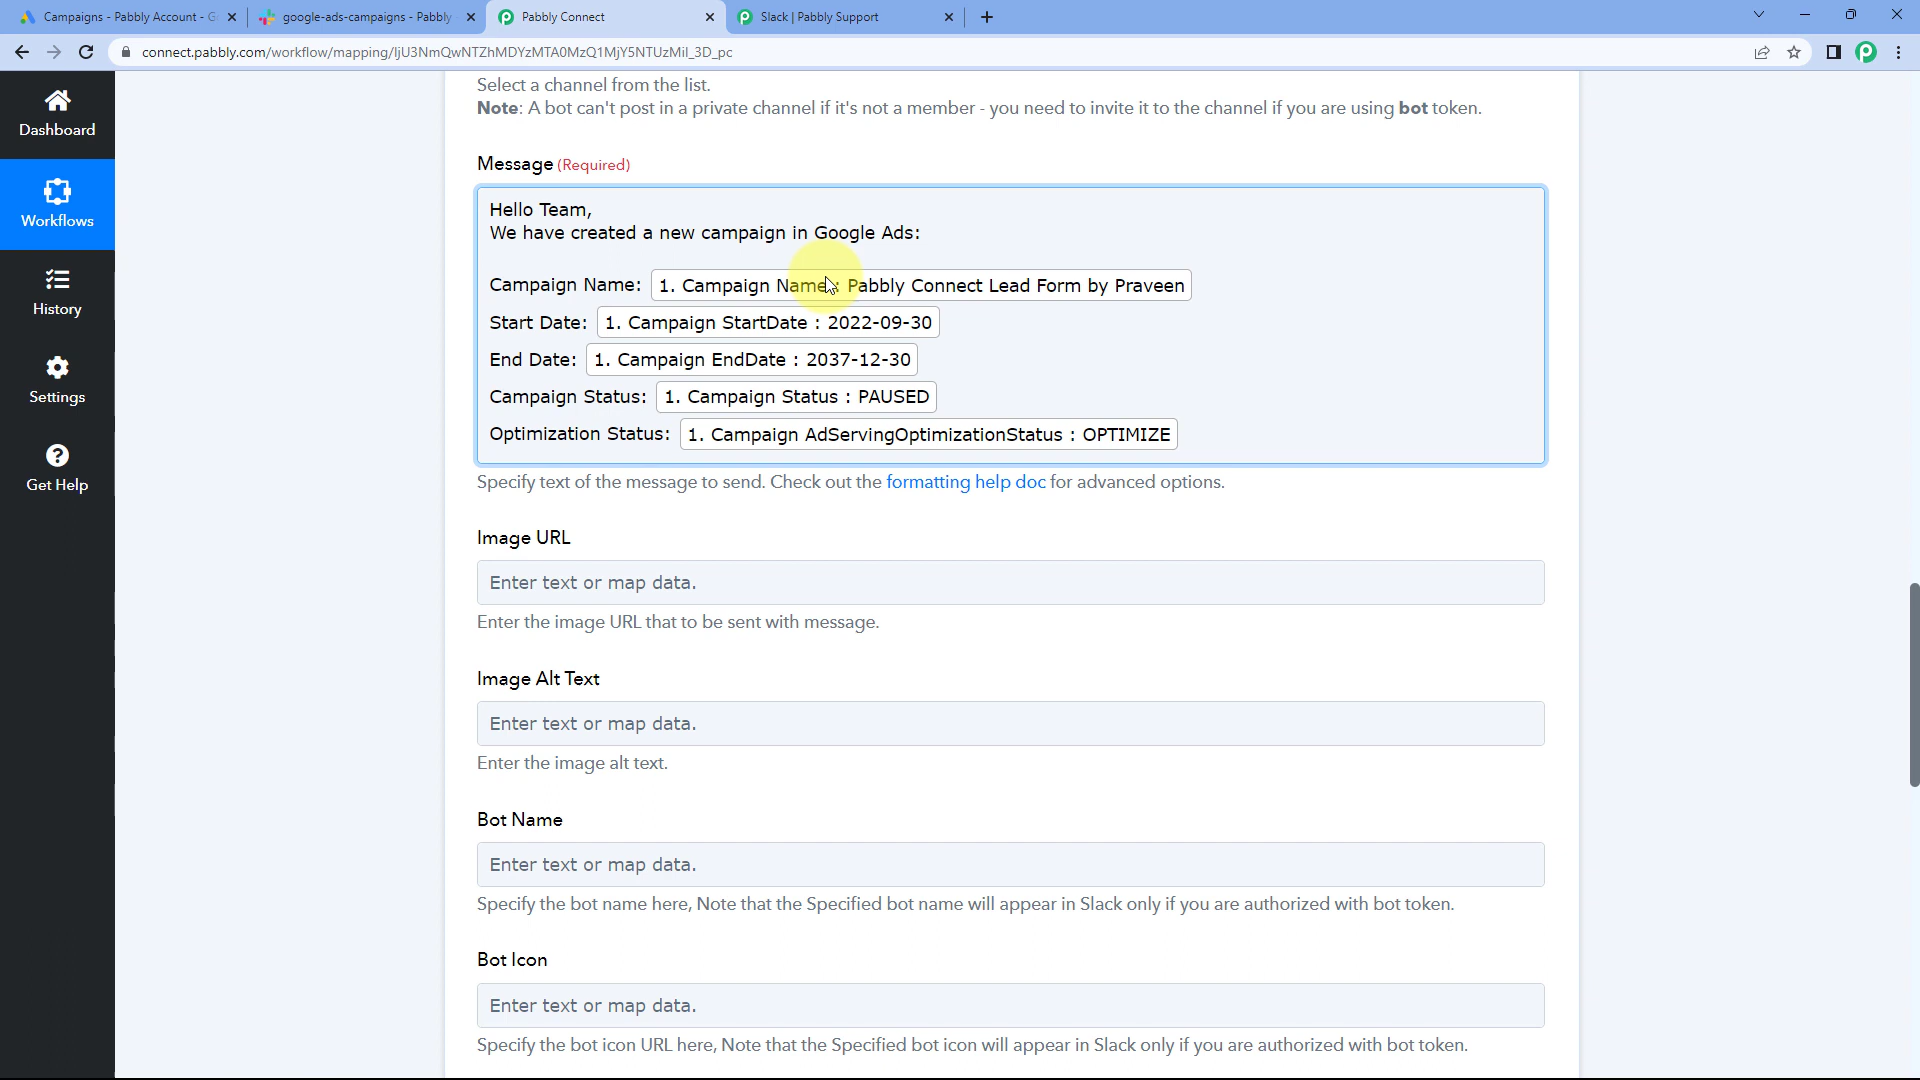 Campaigns - Pabbly Account - G
google-ads-campaigns - Pabbly
Pabbly Connect
Slack | Pabbly Support
connect.pabbly.com/workflow/mapping/IjU3NmQwNTZhMDYzMTA0MzQ1MjY5NTUzMiI_3D_pc
Dashboard
Workflows
History
Settings
Get Help
Select a channel from the list.
Note: A bot can't post in a private channel if it's not a member - you need to invite it to the channel if you are using bot token.
Message (Required)
Hello Team,
We have created a new campaign in Google Ads:
Campaign Name: 1. Campaign Name : Pabbly Connect Lead Form by Praveen
Start Date: 1. Campaign StartDate : 2022-09-30
End Date: 1. Campaign EndDate : 2037-12-30
Campaign Status: 1. Campaign Status : PAUSED
Optimization Status: 1. Campaign AdServingOptimizationStatus : OPTIMIZE
Specify text of the message to send. Check out the formatting help doc for advanced options.
Image URL
Enter text or map data.
Enter the image URL that to be sent with message.
Image Alt Text
Enter text or map data.
Enter the image alt text.
Bot Name
Enter text or map data.
Specify the bot name here, Note that the Specified bot name will appear in Slack only if you are authorized with bot token.
Bot Icon
Enter text or map data.
Specify the bot icon URL here, Note that the Specified bot icon will appear in Slack only if you are authorized with bot token.